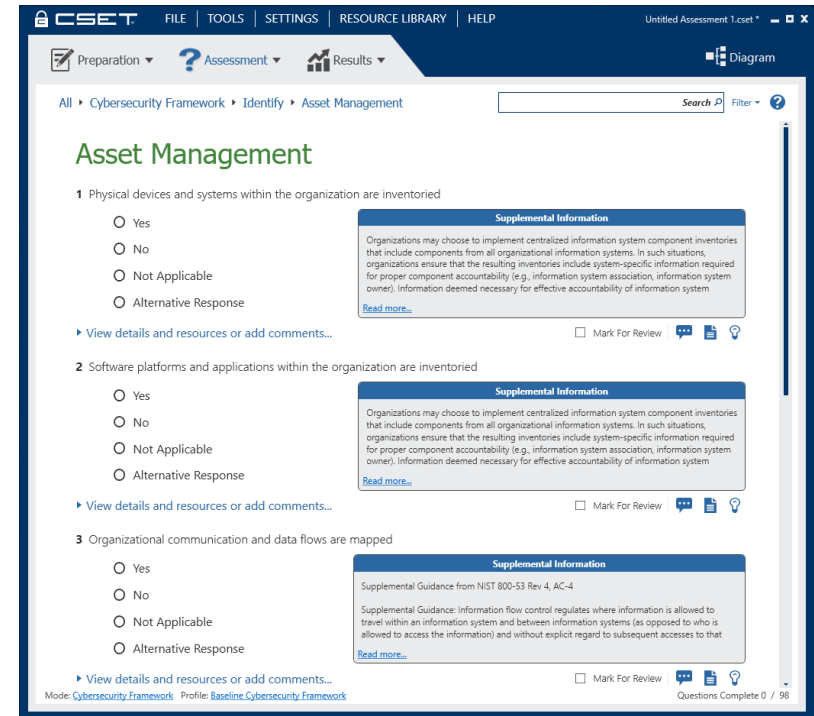 CSET FILE TOOLS SETTINGS RESOURCE LIBRARY HELP Untitled Assessment 1.cset * X
Preparation Assessment Results Diagram
All Cybersecurity Framework Identify Asset Management Search Filter ?
Asset Management
1 Physical devices and systems within the organization are inventoried
Yes
No
Not Applicable
Alternative Response
Supplemental Information
Organizations may choose to implement centralized information system component inventories
that include components from all organizational information systems. In such situations,
organizations ensure that the resulting inventories include system-specific information required
for proper component accountability (e.g., information system association, information system
owner). Information deemed necessary for effective accountability of information system
Read more...
View details and resources or add comments... Mark For Review
2 Software platforms and applications within the organization are inventoried
Yes
No
Not Applicable
Alternative Response
Supplemental Information
Organizations may choose to implement centralized information system component inventories
that include components from all organizational information systems. In such situations,
organizations ensure that the resulting inventories include system-specific information required
for proper component accountability (e.g., information system association, information system
owner). Information deemed necessary for effective accountability of information system
Read more...
View details and resources or add comments... Mark For Review
3 Organizational communication and data flows are mapped
Yes
No
Not Applicable
Alternative Response
Supplemental Information
Supplemental Guidance from NIST 800-53 Rev 4, AC-4
Supplemental Guidance: Information flow control regulates where information is allowed to
travel within an information system and between information systems (as opposed to who is
allowed to access the information) and without explicit regard to subsequent accesses to that
Read more...
View details and resources or add comments... Mark For Review
Mode: Cybersecurity Framework Profile: Baseline Cybersecurity Framework Questions Complete 0 / 98